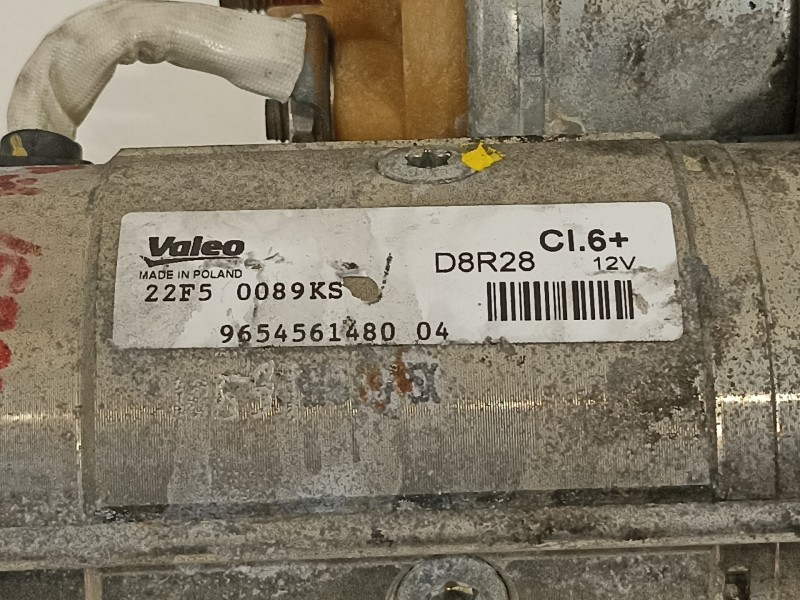 Valeo
MADE IN POLAND
22F5 0089KS
D8R28 Cl.6+
12V
9654561480 04